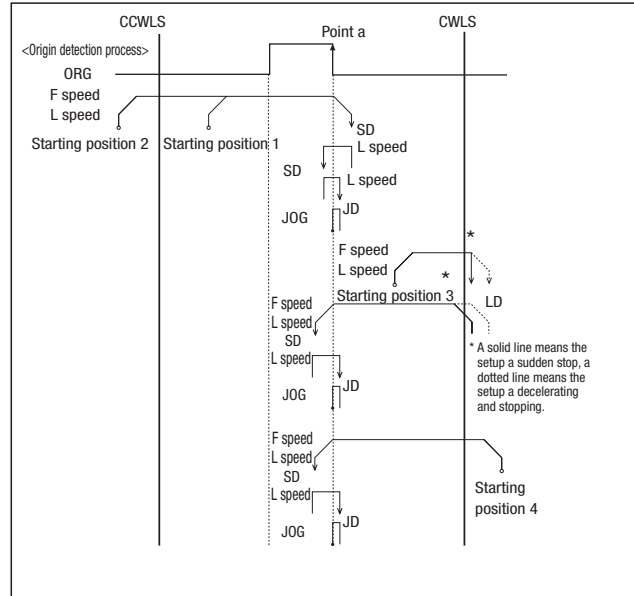 CCWLS
CWLS
Point a
<Origin detection process>
ORG
F speed
L speed
Starting position 2
Starting position 1
SD
L speed
SD
L speed
JOG
JD
*
F speed
L speed
*
Starting position 3
LD
F speed
L speed
SD
L speed
JOG
JD
* A solid line means the
setup a sudden stop, a
dotted line means the
setup a decelerating
and stopping.
F speed
L speed
SD
L speed
JOG
JD
Starting
position 4